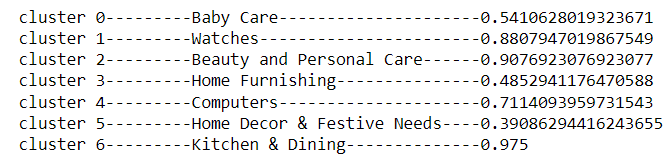 cluster 0---------Baby Care---------------------0.5410628019323671
cluster 1---------Watches-----------------------0.8807947019867549
cluster 2---------Beauty and Personal Care------0.9076923076923077
cluster 3---------Home Furnishing---------------0.4852941176470588
cluster 4---------Computers---------------------0.7114093959731543
cluster 5---------Home Decor & Festive Needs----0.39086294416243655
cluster 6---------Kitchen & Dining--------------0.975